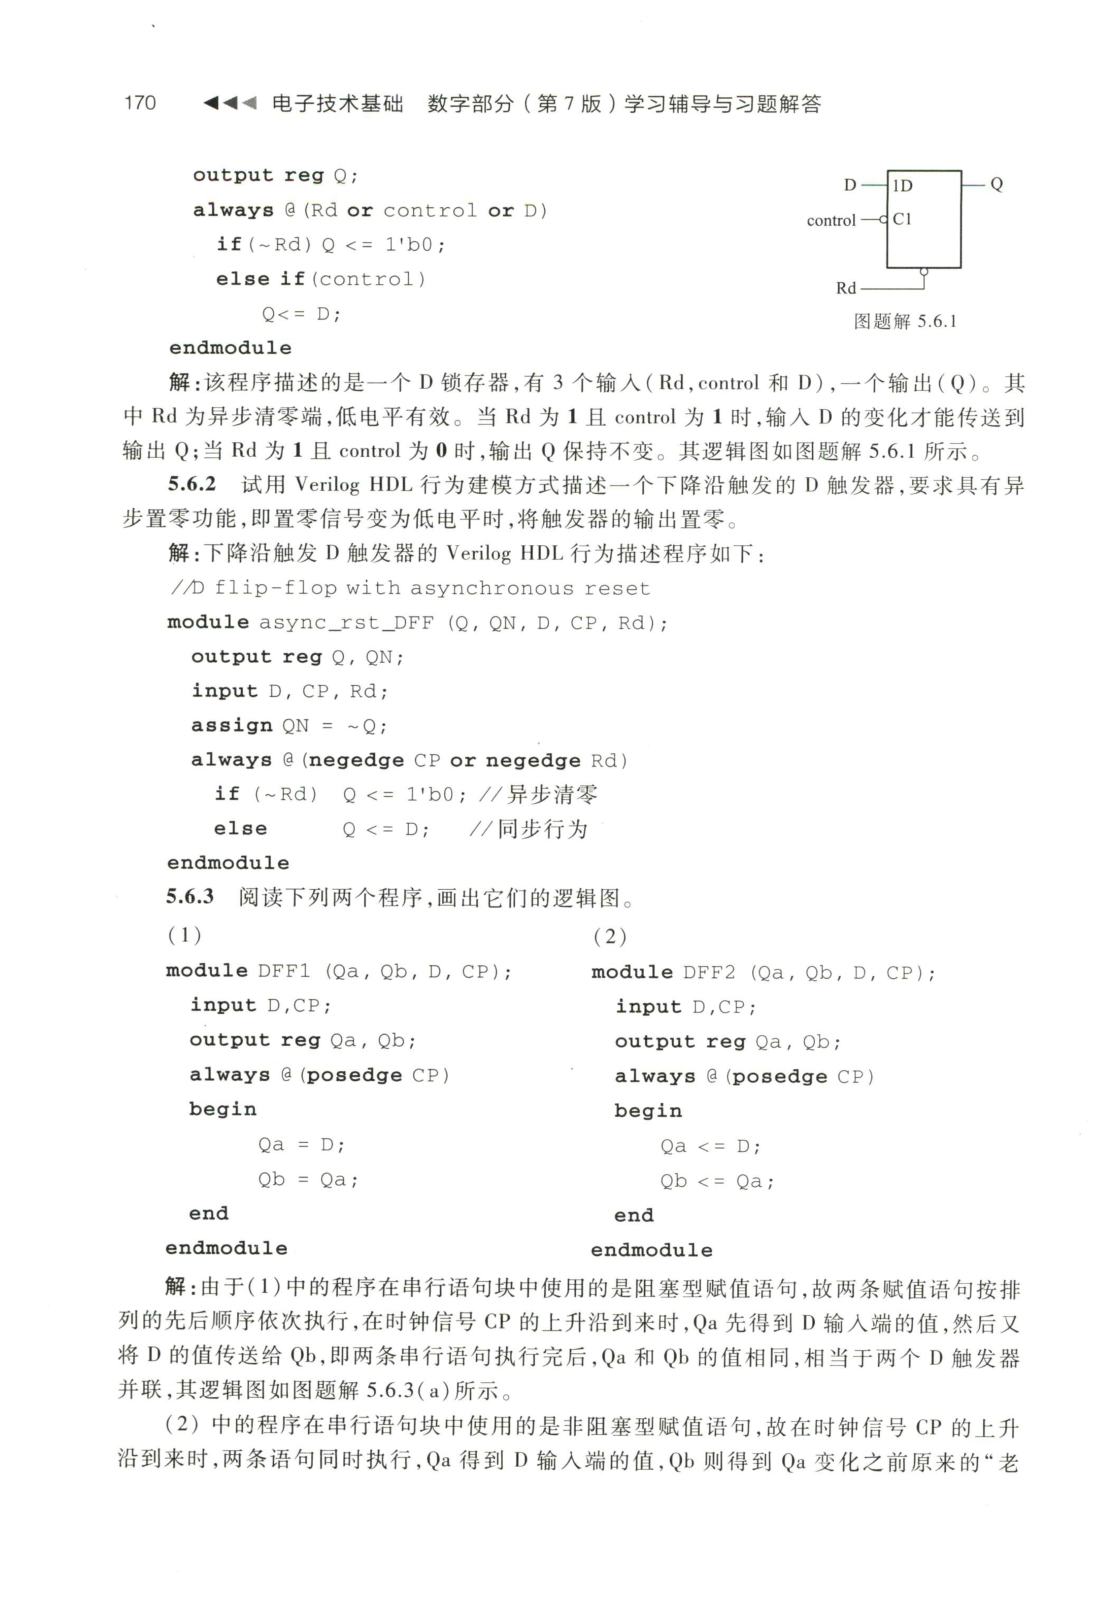 170 ◀◀◀ 电子技术基础 数字部分（第 7 版）学习辅导与习题解答
output reg Q;
always @ (Rd or control or D)
if(~Rd) Q <= 1'b0;
else if(control)
Q<= D;
endmodule
D
1D
Q
control
C1
Rd
图题解 5.6.1
解:该程序描述的是一个 D 锁存器,有 3 个输入(Rd,control 和 D),一个输出(Q)。其
中 Rd 为异步清零端,低电平有效。当 Rd 为 1 且 control 为 1 时,输入 D 的变化才能传送到
输出 Q;当 Rd 为 1 且 control 为 0 时,输出 Q 保持不变。其逻辑图如图题解 5.6.1 所示。
5.6.2 试用 Verilog HDL 行为建模方式描述一个下降沿触发的 D 触发器,要求具有异
步置零功能,即置零信号变为低电平时,将触发器的输出置零。
解:下降沿触发 D 触发器的 Verilog HDL 行为描述程序如下:
//D flip-flop with asynchronous reset
module async_rst_DFF (Q, QN, D, CP, Rd);
output reg Q, QN;
input D, CP, Rd;
assign QN = ~Q;
always @ (negedge CP or negedge Rd)
if (~Rd) Q <= 1'b0; //异步清零
else Q <= D; //同步行为
endmodule
5.6.3 阅读下列两个程序,画出它们的逻辑图。
(1)
module DFF1 (Qa, Qb, D, CP);
input D,CP;
output reg Qa, Qb;
always @ (posedge CP)
begin
Qa = D;
Qb = Qa;
end
endmodule
(2)
module DFF2 (Qa, Qb, D, CP);
input D,CP;
output reg Qa, Qb;
always @ (posedge CP)
begin
Qa <= D;
Qb <= Qa;
end
endmodule
解:由于(1)中的程序在串行语句块中使用的是阻塞型赋值语句,故两条赋值语句按排
列的先后顺序依次执行,在时钟信号 CP 的上升沿到来时,Qa 先得到 D 输入端的值,然后又
将 D 的值传送给 Qb,即两条串行语句执行完后,Qa 和 Qb 的值相同,相当于两个 D 触发器
并联,其逻辑图如图题解 5.6.3(a)所示。
(2) 中的程序在串行语句块中使用的是非阻塞型赋值语句,故在时钟信号 CP 的上升
沿到来时,两条语句同时执行,Qa 得到 D 输入端的值,Qb 则得到 Qa 变化之前原来的“老